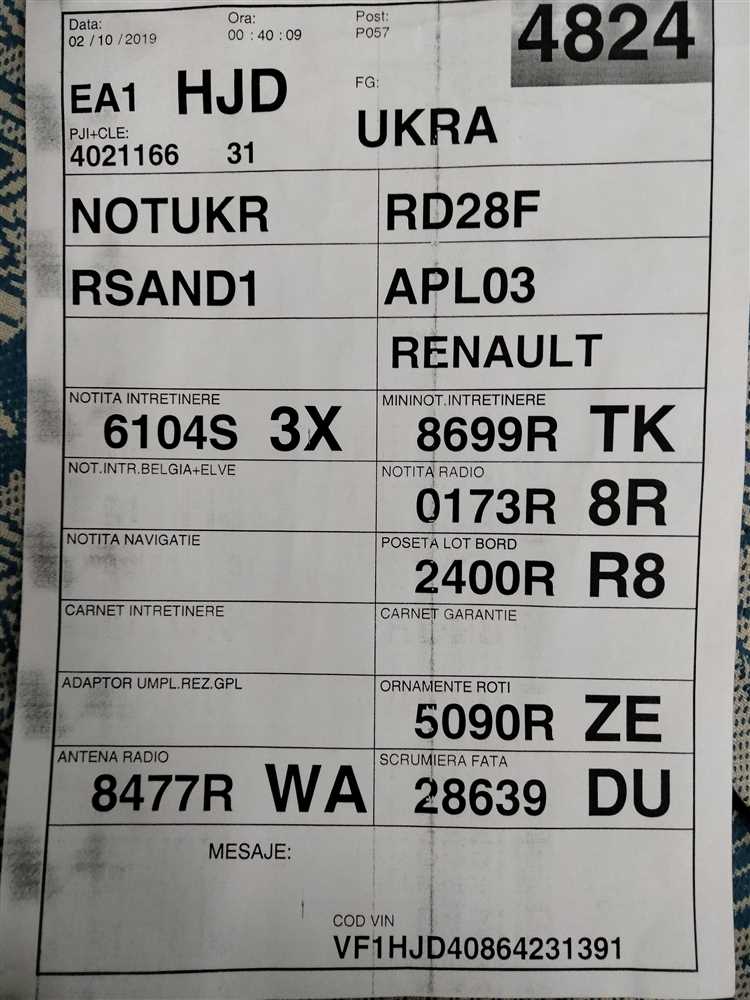 Data: Ora: Post: 4824
02 / 10 / 2019 00 : 40 : 09 P057
EA1 HJD FG:
PJI+CLE: UKRA
4021166 31
NOTUKR RD28F
RSAND1 APL03
RENAULT
NOTITA INTRETINERE MININOT.INTRETINERE
6104S 3X 8699R TK
NOT.INTR.BELGIA+ELVE NOTITA RADIO
0173R 8R
NOTITA NAVIGATIE POSETA LOT BORD
2400R R8
CARNET INTRETINERE CARNET GARANTIE
ADAPTOR UMPL.REZ.GPL ORNAMENTE ROTI
5090R ZE
ANTENA RADIO SCRUMIERA FATA
8477R WA 28639 DU
MESAJE:
COD VIN
VF1HJD40864231391